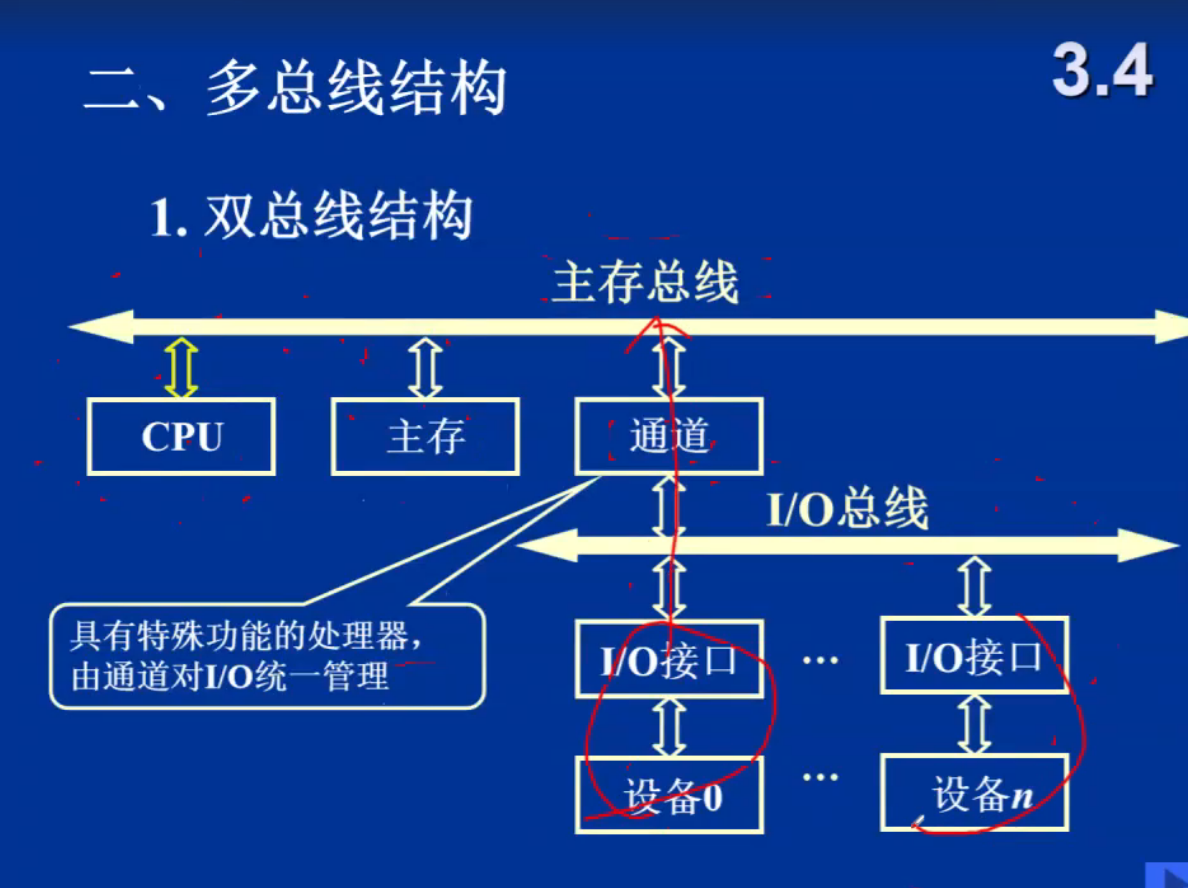 二、多总线结构
3.4
1. 双总线结构
主存总线
CPU
主存
通道
I/O总线
具有特殊功能的处理器，
由通道对I/O统一管理
I/O接口
…
I/O接口
设备0
…
设备n